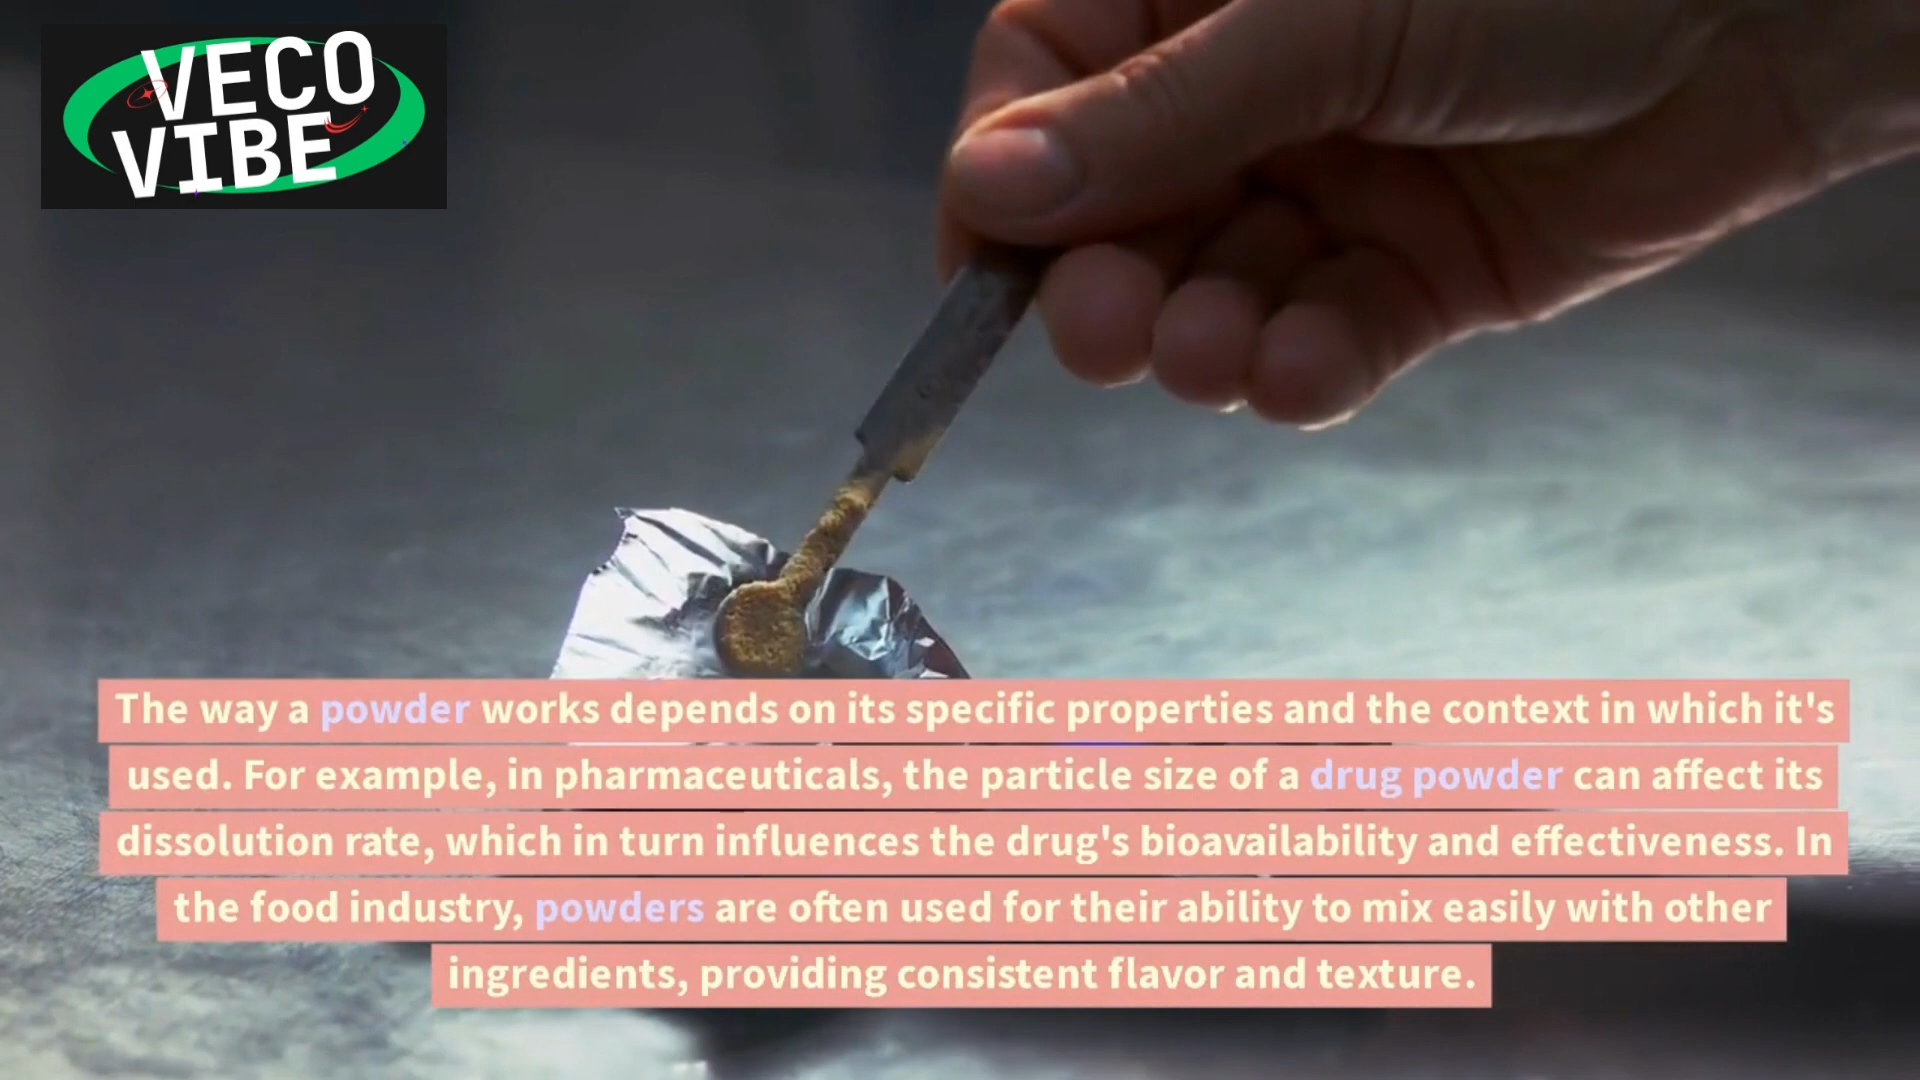 VECO
VIBE
The way a powder works depends on its specific properties and the context in which it's
used. For example, in pharmaceuticals, the particle size of a drug powder can affect its
dissolution rate, which in turn influences the drug's bioavailability and effectiveness. In
the food industry, powders are often used for their ability to mix easily with other
ingredients, providing consistent flavor and texture.